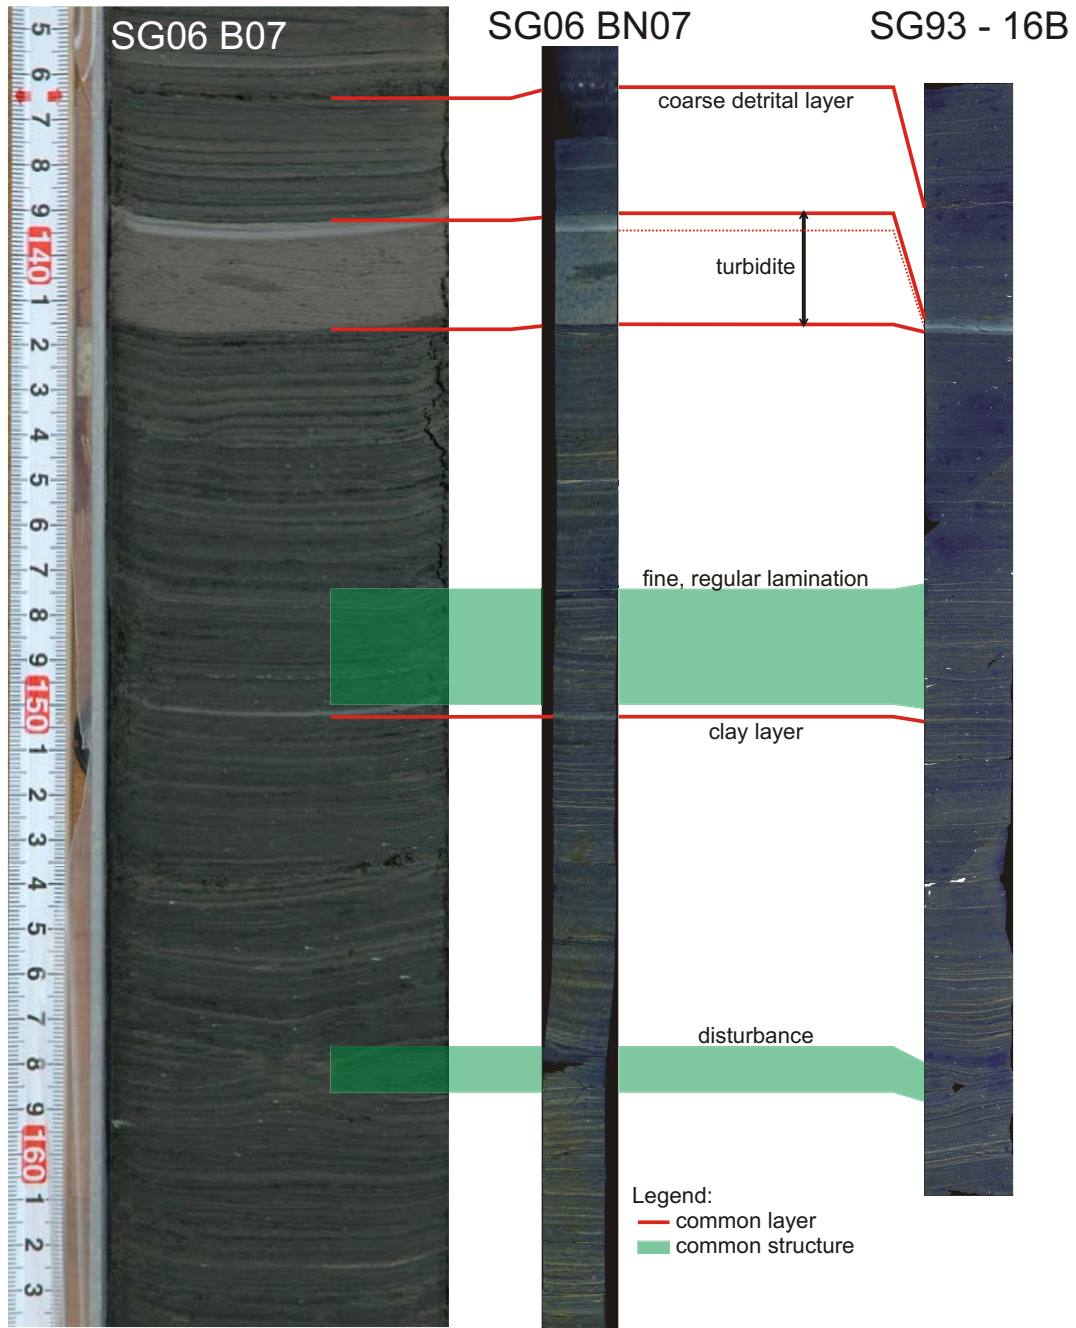 SG06 B07
SG06 BN07
SG93 - 16B
5
6
7
8
9
140
1
2
3
4
5
6
7
8
9
150
1
2
3
4
5
6
7
8
9
160
1
2
3
coarse detrital layer
turbidite
fine, regular lamination
clay layer
disturbance
Legend:
common layer
common structure